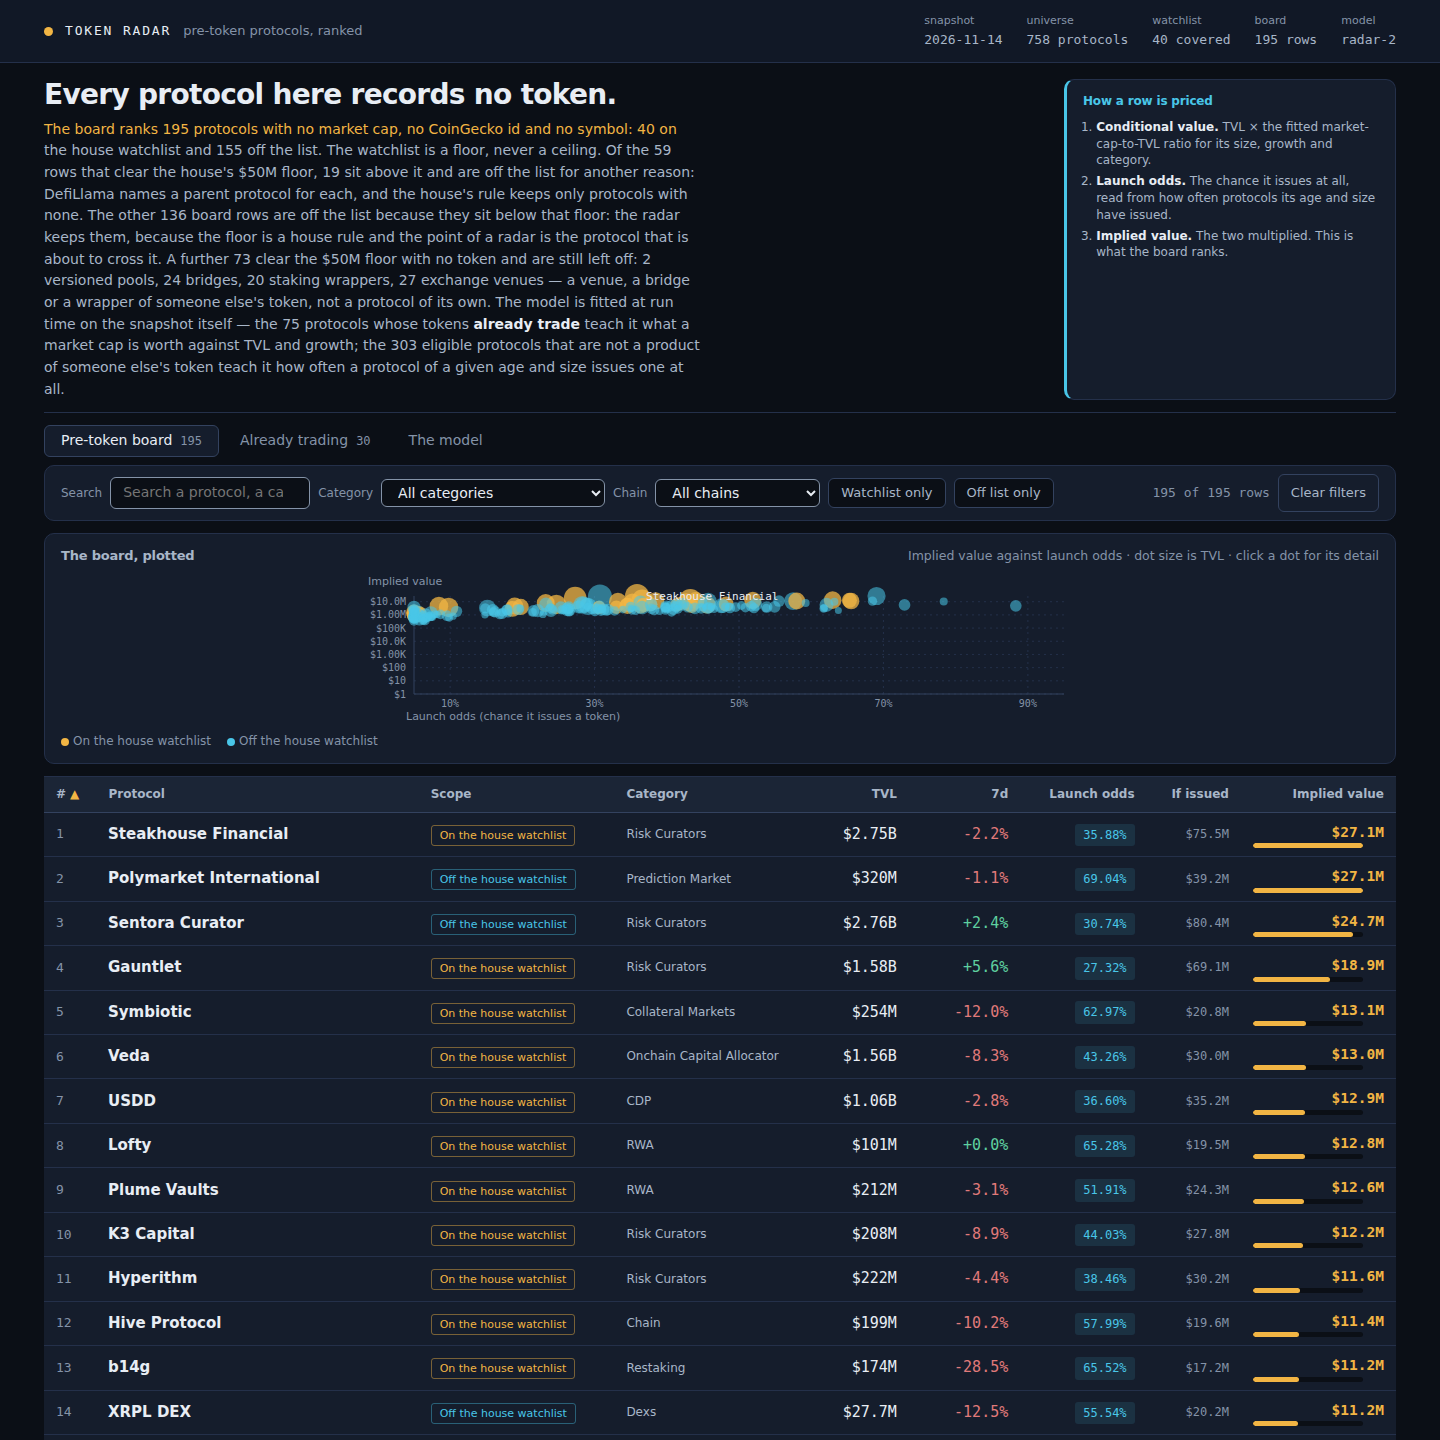 TOKEN RADAR pre-token protocols, ranked
snapshot universe watchlist board model
2026-11-14 758 protocols 40 covered 195 rows radar-2
Every protocol here records no token.
The board ranks 195 protocols with no market cap, no CoinGecko id and no symbol: 40 on
the house watchlist and 155 off the list. The watchlist is a floor, never a ceiling. Of the 59
rows that clear the house's $50M floor, 19 sit above it and are off the list for another reason:
DefiLlama names a parent protocol for each, and the house's rule keeps only protocols with
none. The other 136 board rows are off the list because they sit below that floor: the radar
keeps them, because the floor is a house rule and the point of a radar is the protocol that is
about to cross it. A further 73 clear the $50M floor with no token and are still left off: 2
versioned pools, 24 bridges, 20 staking wrappers, 27 exchange venues — a venue, a bridge
or a wrapper of someone else's token, not a protocol of its own. The model is fitted at run
time on the snapshot itself — the 75 protocols whose tokens already trade teach it what a
market cap is worth against TVL and growth; the 303 eligible protocols that are not a product
of someone else's token teach it how often a protocol of a given age and size issues one at
all.
How a row is priced
1. Conditional value. TVL × the fitted market-
cap-to-TVL ratio for its size, growth and
category.
2. Launch odds. The chance it issues at all,
read from how often protocols its age and size
have issued.
3. Implied value. The two multiplied. This is
what the board ranks.
Pre-token board 195 Already trading 30 The model
Search Search a protocol, a ca Category All categories Chain All chains Watchlist only Off list only 195 of 195 rows Clear filters
The board, plotted Implied value against launch odds · dot size is TVL · click a dot for its detail
Implied value
Steakhouse Financial
$10.0M
$1.00M
$100K
$10.0K
$1.00K
$100
$10
$1
10% 30% 50% 70% 90%
Launch odds (chance it issues a token)
On the house watchlist Off the house watchlist
# ▲ Protocol Scope Category TVL 7d Launch odds If issued Implied value
1 Steakhouse Financial On the house watchlist Risk Curators $2.75B -2.2% 35.88% $75.5M $27.1M
2 Polymarket International Off the house watchlist Prediction Market $320M -1.1% 69.04% $39.2M $27.1M
3 Sentora Curator Off the house watchlist Risk Curators $2.76B +2.4% 30.74% $80.4M $24.7M
4 Gauntlet On the house watchlist Risk Curators $1.58B +5.6% 27.32% $69.1M $18.9M
5 Symbiotic On the house watchlist Collateral Markets $254M -12.0% 62.97% $20.8M $13.1M
6 Veda On the house watchlist Onchain Capital Allocator $1.56B -8.3% 43.26% $30.0M $13.0M
7 USDD On the house watchlist CDP $1.06B -2.8% 36.60% $35.2M $12.9M
8 Lofty On the house watchlist RWA $101M +0.0% 65.28% $19.5M $12.8M
9 Plume Vaults On the house watchlist RWA $212M -3.1% 51.91% $24.3M $12.6M
10 K3 Capital On the house watchlist Risk Curators $208M -8.9% 44.03% $27.8M $12.2M
11 Hyperithm On the house watchlist Risk Curators $222M -4.4% 38.46% $30.2M $11.6M
12 Hive Protocol On the house watchlist Chain $199M -10.2% 57.99% $19.6M $11.4M
13 b14g On the house watchlist Restaking $174M -28.5% 65.52% $17.2M $11.2M
14 XRPL DEX Off the house watchlist Dexs $27.7M -12.5% 55.54% $20.2M $11.2M